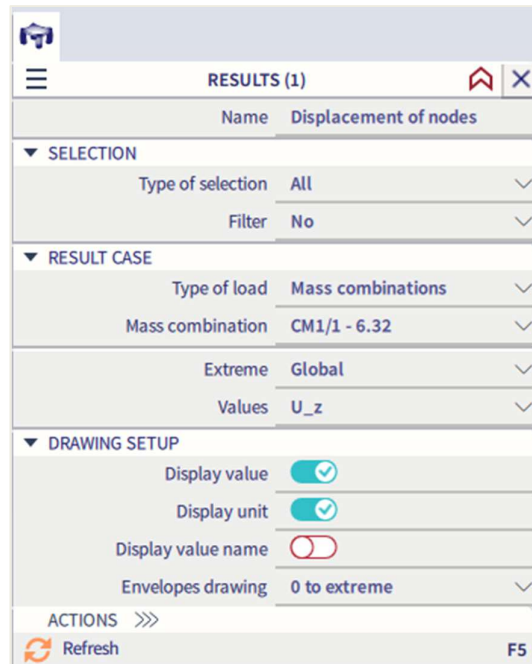 RESULTS (1)
Name Displacement of nodes
SELECTION
Type of selection All
Filter No
RESULT CASE
Type of load Mass combinations
Mass combination CM1/1 - 6.32
Extreme Global
Values U_z
DRAWING SETUP
Display value
Display unit
Display value name
Envelopes drawing 0 to extreme
ACTIONS >>>
Refresh F5